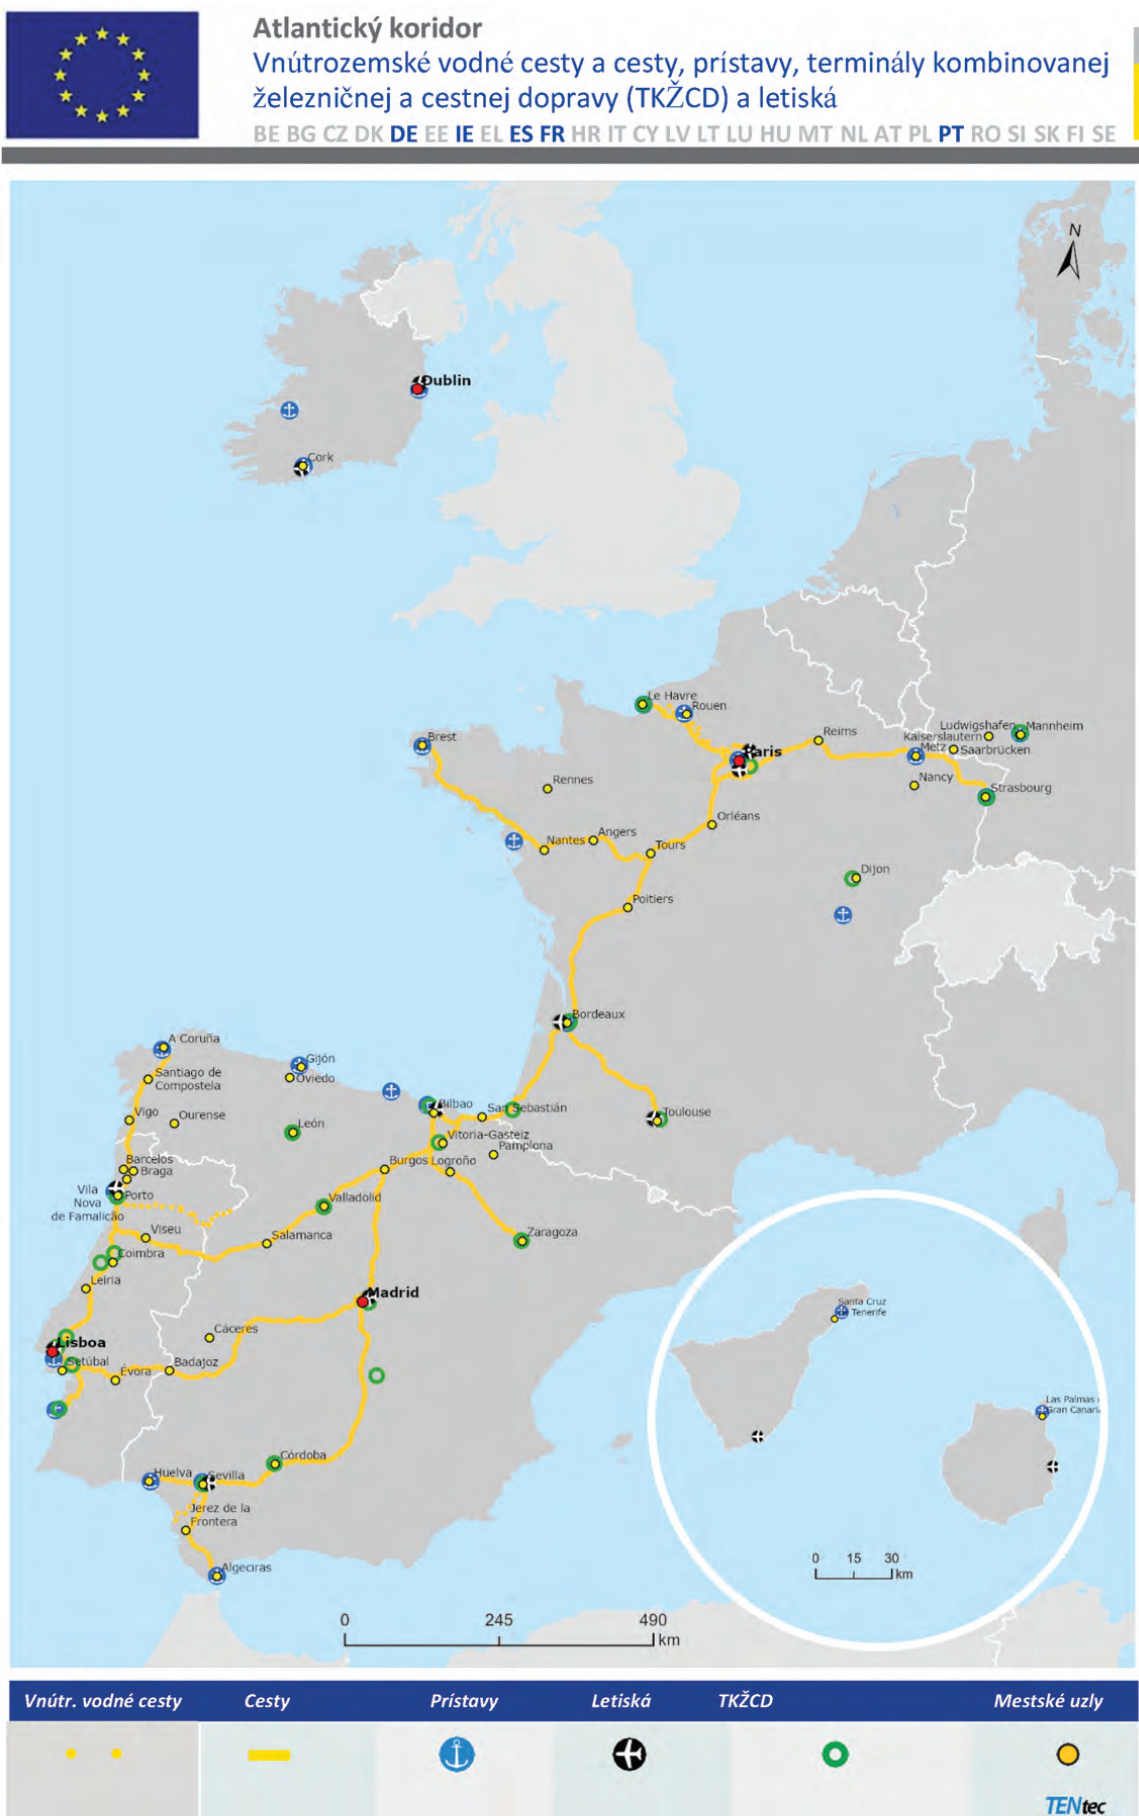 Atlantický koridor
Vnútrozemské vodné cesty a cesty, prístavy, terminály kombinovanej
železničnej a cestnej dopravy (TKŽCD) a letiská
BE BG CZ DK DE EE IE EL ES FR HR IT CY LV LT LU HU MT NL AT PL PT RO SI SK FI SE
N
Dublin
Cork
Le Havre
Rouen
Brest
Paris
Reims
Ludwigshafen
Mannheim
Kaiserslautern
Metz
Saarbrücken
Rennes
Nancy
Strasbourg
Orléans
Nantes
Angers
Tours
Dijon
Poitiers
Bordeaux
A Coruña
Gijón
Santiago de
Compostela
Oviedo
Bilbao
San Sebastián
Toulouse
Vigo
Ourense
León
Vitoria-Gasteiz
Pamplona
Barcelos
Braga
Burgos
Logroño
Vila
Nova
de Famalicão
Porto
Valladolid
Viseu
Salamanca
Zaragoza
Coimbra
Leiria
Madrid
Santa Cruz
Tenerife
Lisboa
Cáceres
Setúbal
Évora
Badajoz
Las Palmas
Gran Canaria
Córdoba
Huelva
Sevilla
Jerez de la
Frontera
Algeciras
0 15 30
km
0 245 490
km
Vnútr. vodné cesty Cesty Prístavy Letiská TKŽCD Mestské uzly
TENtec